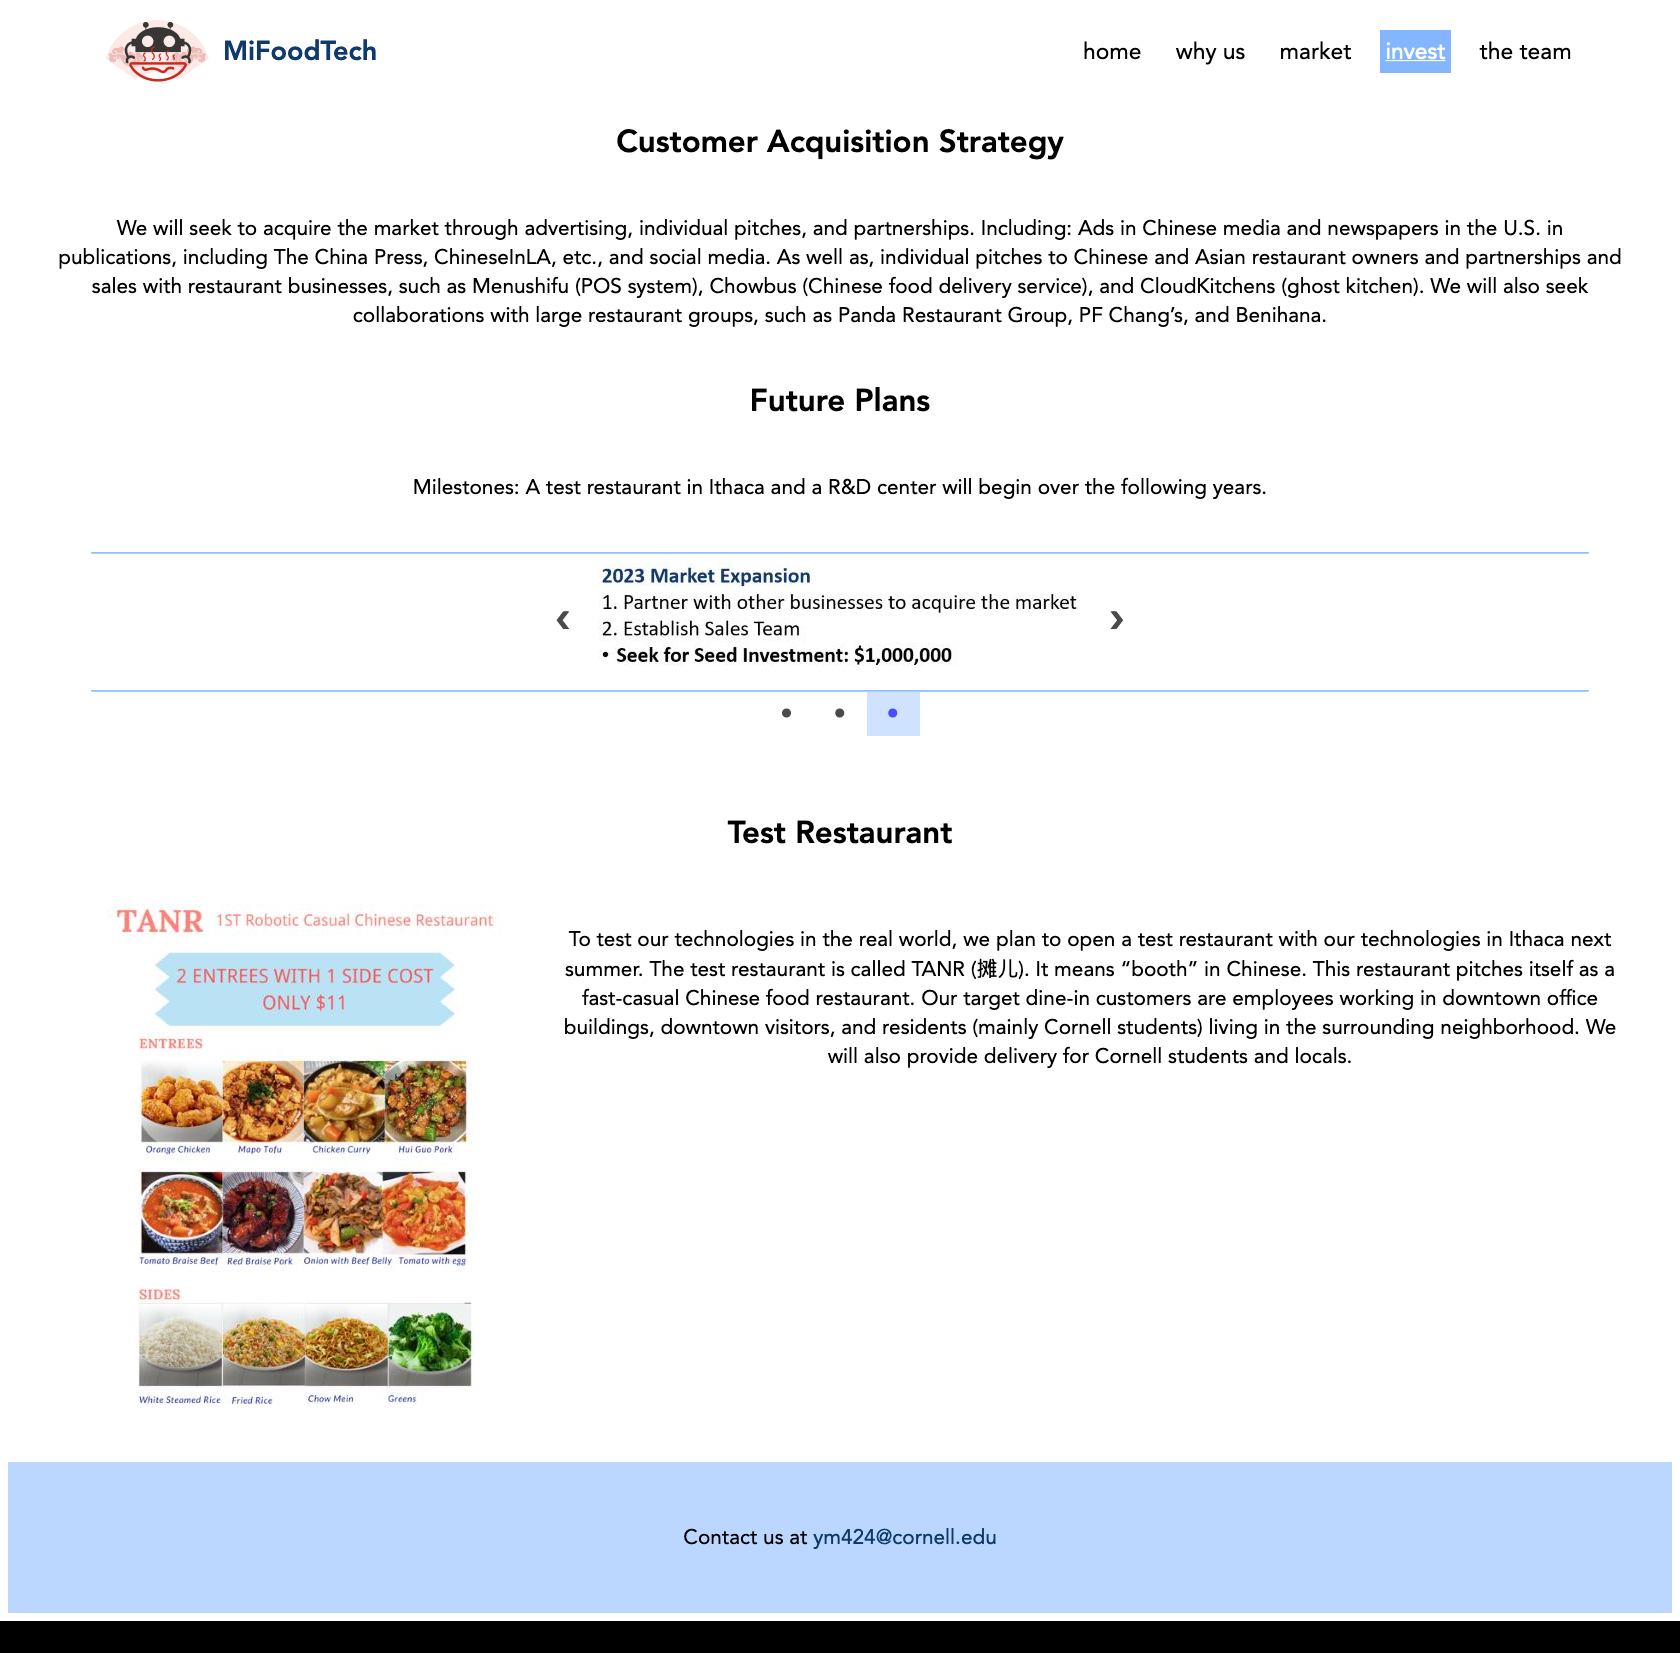 MiFoodTech
home why us market invest the team
Customer Acquisition Strategy
We will seek to acquire the market through advertising, individual pitches, and partnerships. Including: Ads in Chinese media and newspapers in the U.S. in
publications, including The China Press, ChineseInLA, etc., and social media. As well as, individual pitches to Chinese and Asian restaurant owners and partnerships and
sales with restaurant businesses, such as Menushifu (POS system), Chowbus (Chinese food delivery service), and CloudKitchens (ghost kitchen). We will also seek
collaborations with large restaurant groups, such as Panda Restaurant Group, PF Chang’s, and Benihana.
Future Plans
Milestones: A test restaurant in Ithaca and a R&D center will begin over the following years.
2023 Market Expansion
1. Partner with other businesses to acquire the market
2. Establish Sales Team
• Seek for Seed Investment: $1,000,000
Test Restaurant
TANR 1ST Robotic Casual Chinese Restaurant
2 ENTREES WITH 1 SIDE COST
ONLY $11
ENTREES
Orange Chicken Mapo Tofu Chicken Curry Hui Guo Pork
Tomato Braise Beef Red Braise Pork Onion with Beef Belly Tomato with egg
SIDES
White Steamed Rice Fried Rice Chow Mein Greens
To test our technologies in the real world, we plan to open a test restaurant with our technologies in Ithaca next
summer. The test restaurant is called TANR (摊儿). It means “booth” in Chinese. This restaurant pitches itself as a
fast-casual Chinese food restaurant. Our target dine-in customers are employees working in downtown office
buildings, downtown visitors, and residents (mainly Cornell students) living in the surrounding neighborhood. We
will also provide delivery for Cornell students and locals.
Contact us at ym424@cornell.edu